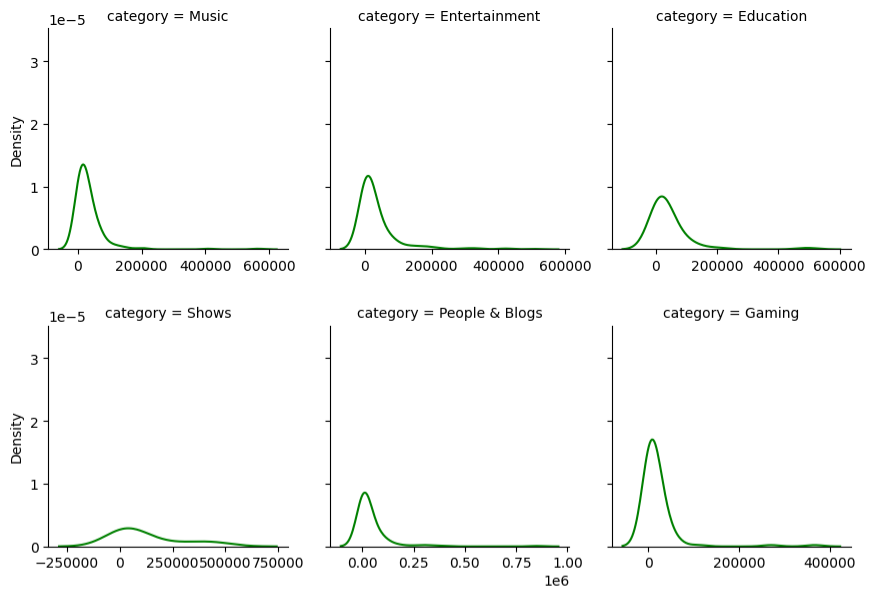 1e−5
category = Music
category = Entertainment
category = Education
3
2
1
0
Density
0 200000 400000 600000
0 200000 400000 600000
0 200000 400000 600000
1e−5
category = Shows
category = People & Blogs
category = Gaming
3
2
1
0
Density
−250000 0 250000 500000 750000
0.00 0.25 0.50 0.75 1.00
1e6
0 200000 400000